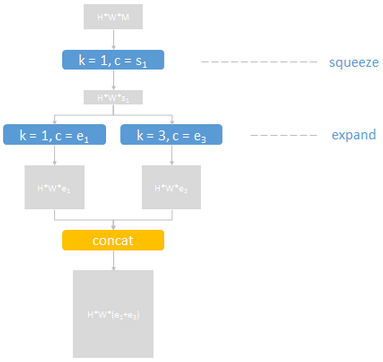 H*W*M
k = 1, c = s₁
squeeze
H*W*s₁
k = 1, c = e₁
k = 3, c = e₃
expand
H*W*e₁
H*W*e₃
concat
H*W*(e₁+e₃)